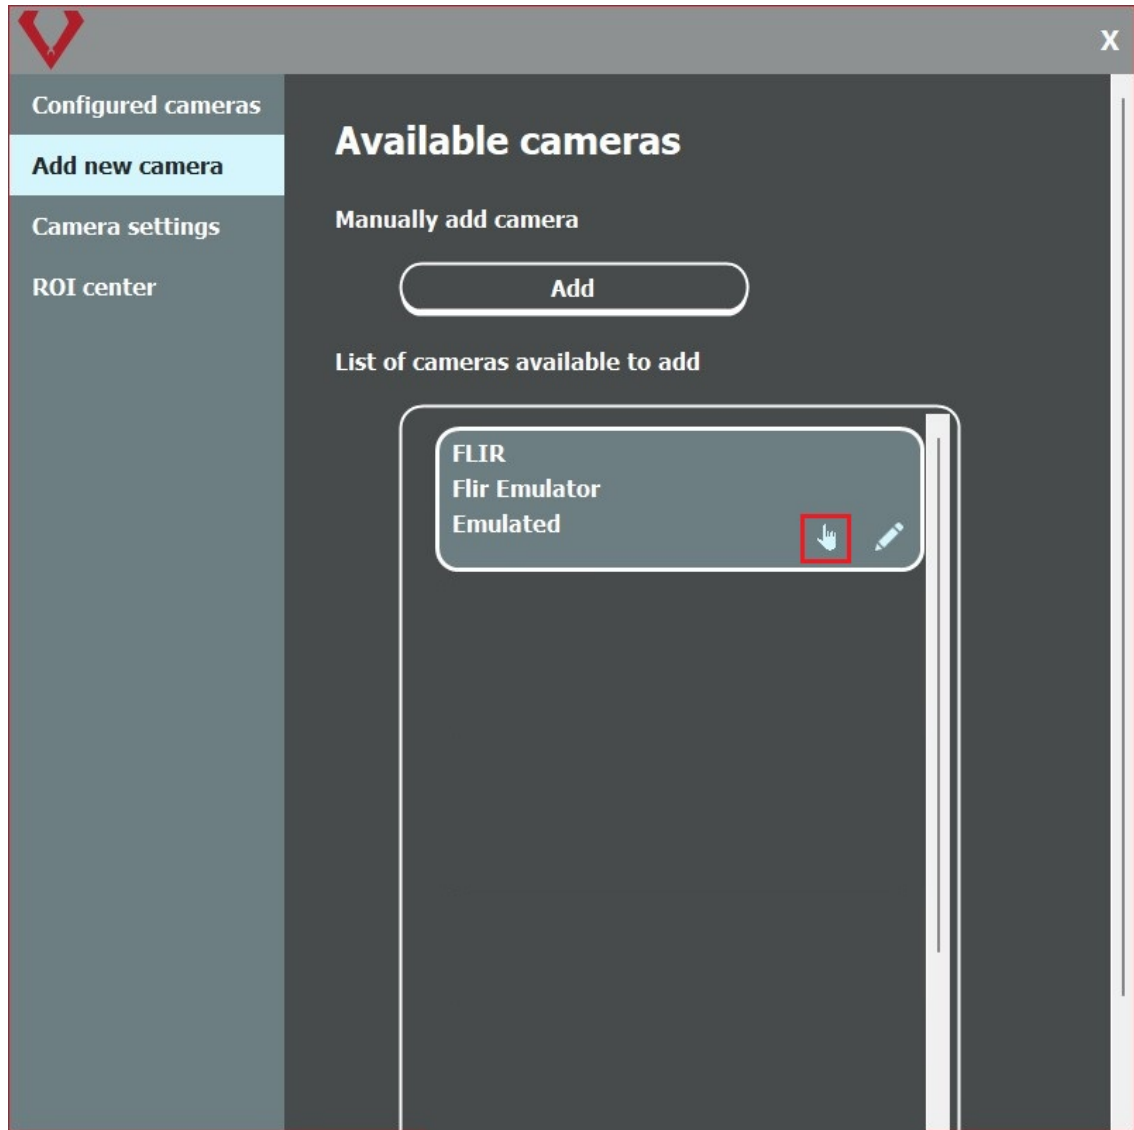 X
Configured cameras
Add new camera
Camera settings
ROI center
Available cameras
Manually add camera
Add
List of cameras available to add
FLIR
Flir Emulator
Emulated